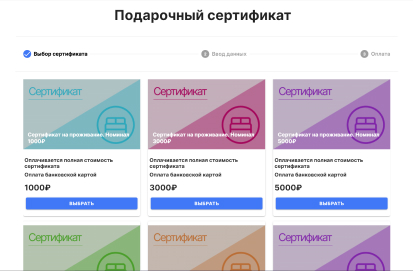 Подарочный сертификат
Выбор сертификата
2 Ввод данных
3 Оплата
Сертификат
Сертификат на проживание. Номинал
1000₽
Оплачивается полная стоимость
сертификата
Оплата банковской картой
1000₽
ВЫБРАТЬ
Сертификат
Сертификат на проживание. Номинал
3000₽
Оплачивается полная стоимость
сертификата
Оплата банковской картой
3000₽
ВЫБРАТЬ
Сертификат
Сертификат на проживание. Номинал
5000₽
Оплачивается полная стоимость
сертификата
Оплата банковской картой
5000₽
ВЫБРАТЬ
Сертификат
Сертификат
Сертификат